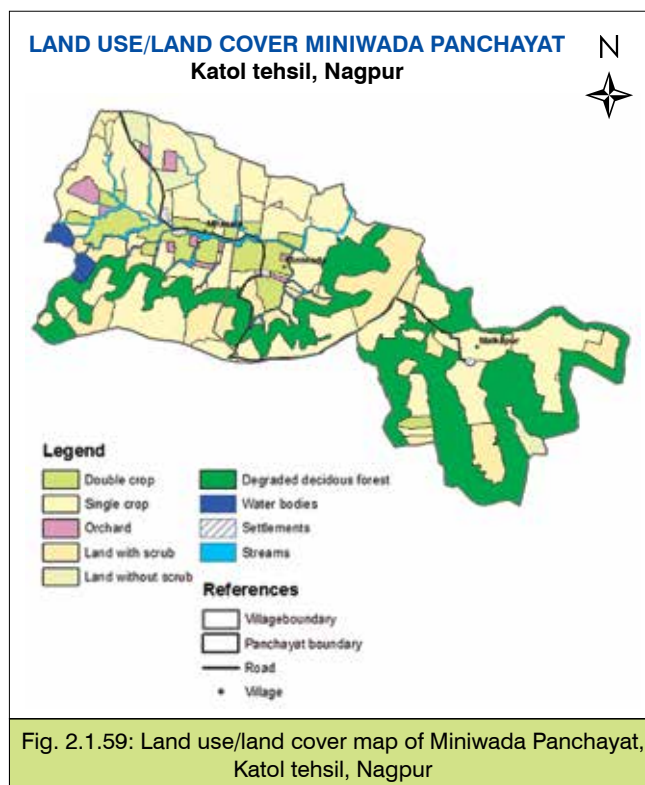 LAND USE/LAND COVER MINIWADA PANCHAYAT
Katol tehsil, Nagpur
N
Malkapur
Legend
Double crop
Single crop
Orchard
Land with scrub
Land without scrub
Degraded decidous forest
Water bodies
Settlements
Streams
References
Villageboundary
Panchayat boundary
Road
Village
Fig. 2.1.59: Land use/land cover map of Miniwada Panchayat,
Katol tehsil, Nagpur